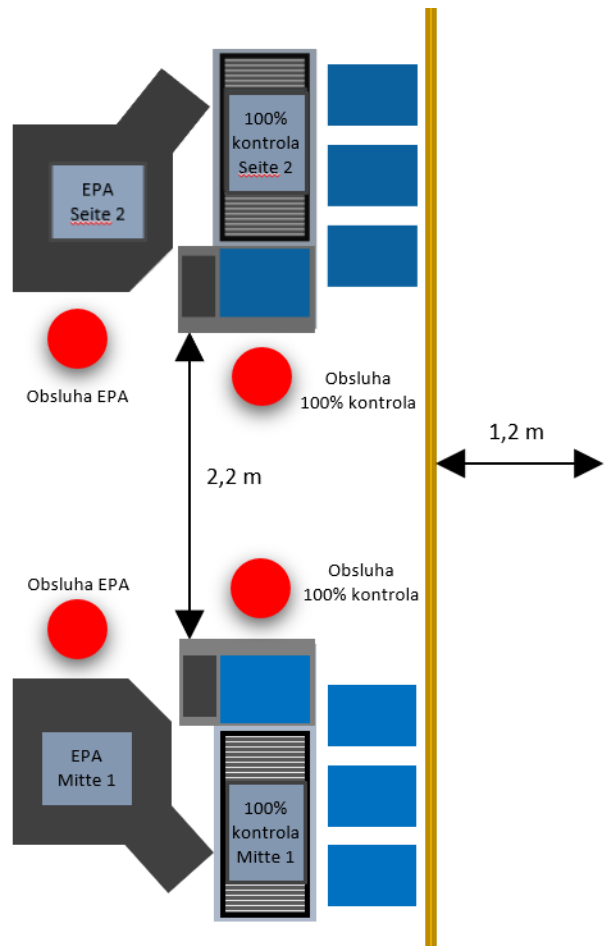 100%
kontrola
Seite 2
EPA
Seite 2
Obsluha EPA
Obsluha
100% kontrola
1,2 m
2,2 m
Obsluha EPA
Obsluha
100% kontrola
EPA
Mitte 1
100%
kontrola
Mitte 1